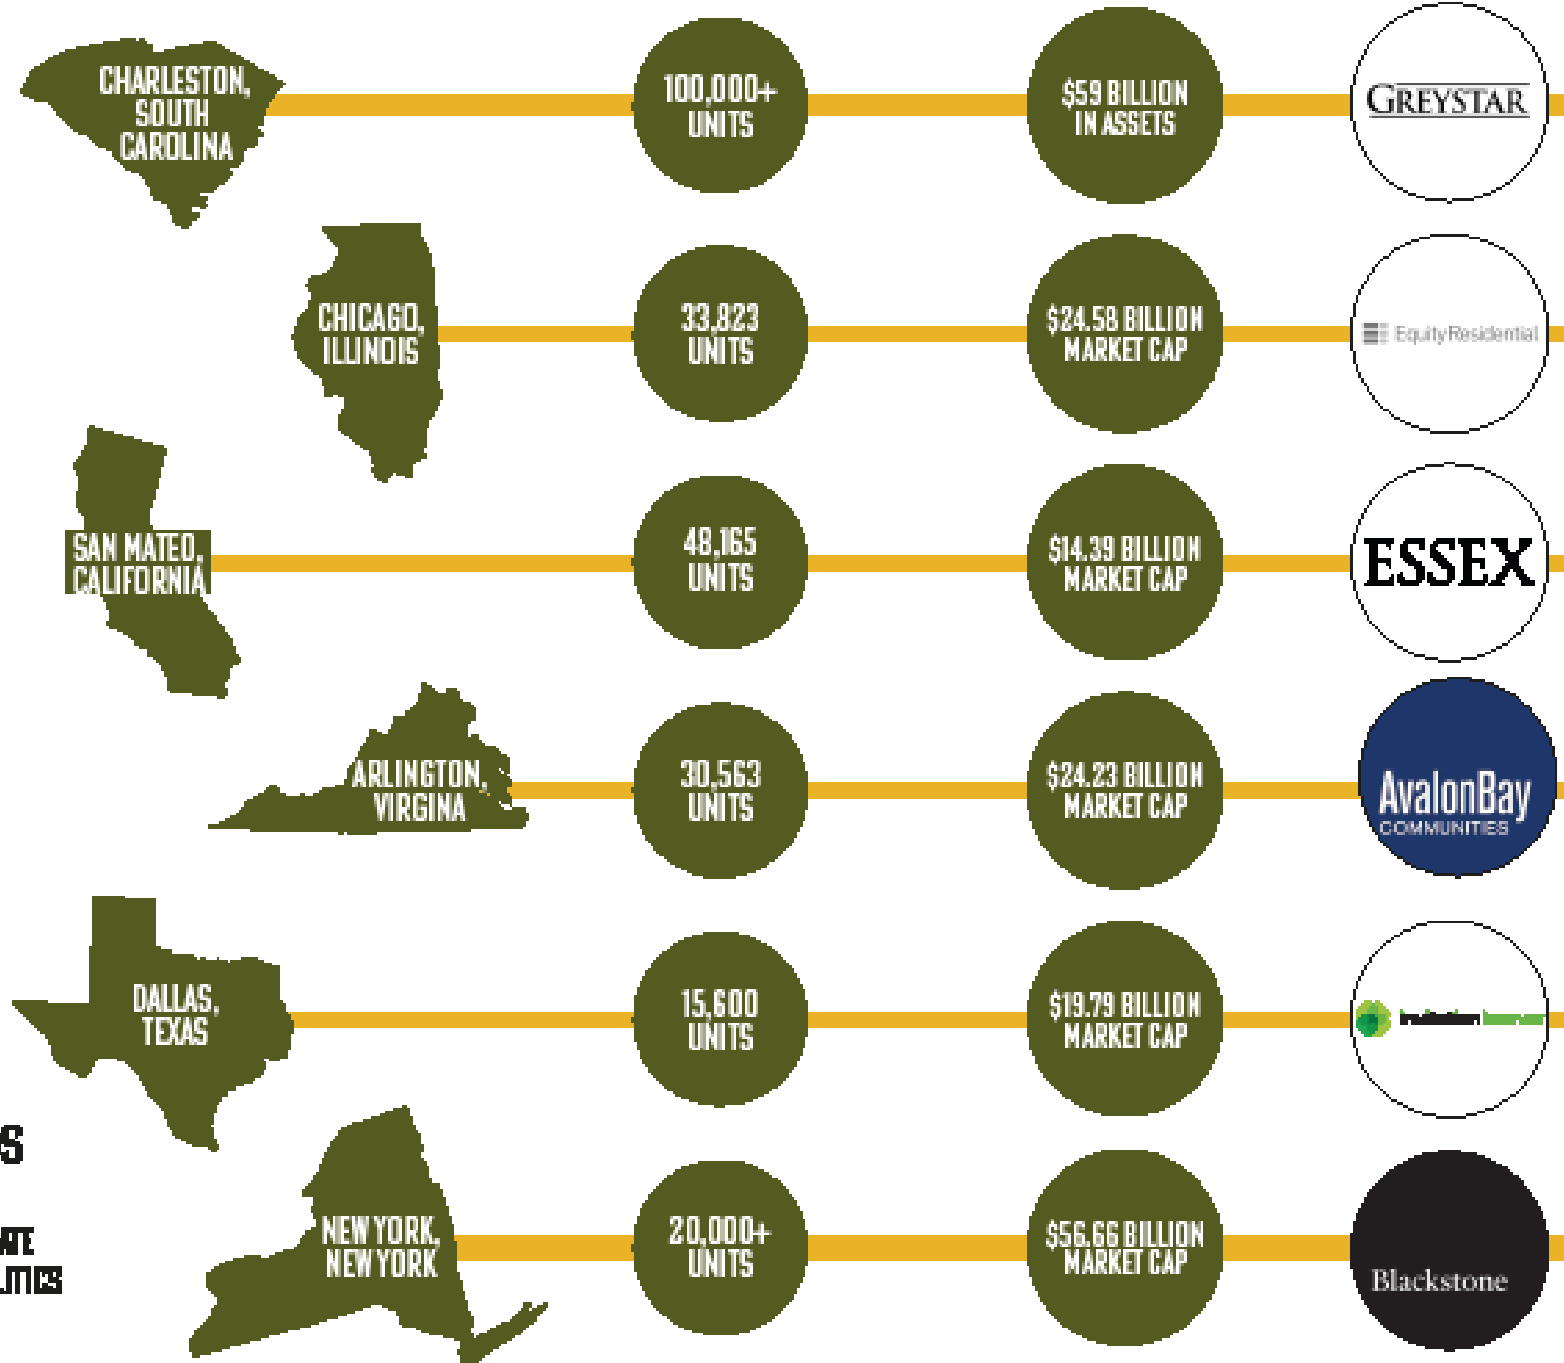 CHARLESTON,
SOUTH
CAROLINA
100,000+
UNITS
$59 BILLION
IN ASSETS
GREYSTAR
CHICAGO,
ILLINOIS
33,823
UNITS
$24.58 BILLION
MARKET CAP
EquityResidential
SAN MATEO,
CALIFORNIA
48,165
UNITS
$14.39 BILLION
MARKET CAP
ESSEX
ARLINGTON,
VIRGINA
30,563
UNITS
$24.23 BILLION
MARKET CAP
AvalonBay
COMMUNITIES
DALLAS,
TEXAS
15,600
UNITS
$19.79 BILLION
MARKET CAP
S
ATE
LITICS
NEW YORK,
NEW YORK
20,000+
UNITS
$56.66 BILLION
MARKET CAP
Blackstone